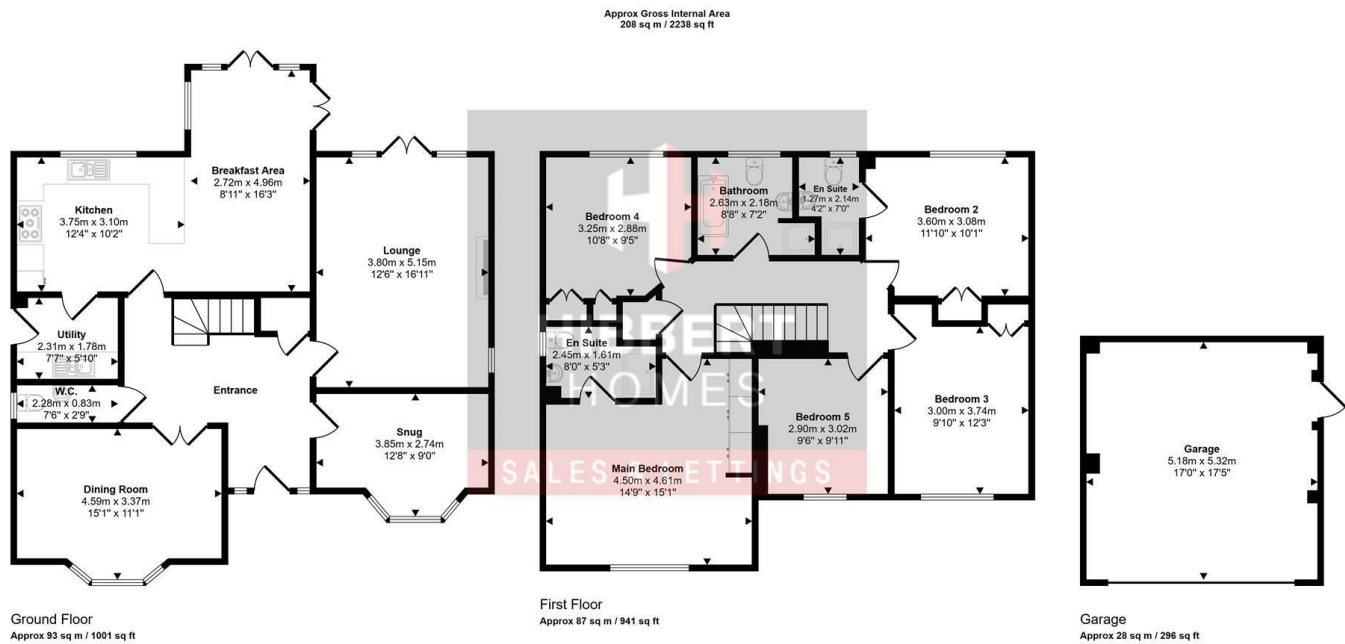 Approx Gross Internal Area
208 sq m / 2238 sq ft
Breakfast Area
2.72m x 4.96m
8'11" x 16'3"
Kitchen
3.75m x 3.10m
12'4" x 10'2"
Lounge
3.80m x 5.15m
12'6" x 16'11"
Utility
2.31m x 1.78m
7'7" x 5'10"
W.C.
2.28m x 0.83m
7'6" x 2'9"
Entrance
Snug
3.85m x 2.74m
12'8" x 9'0"
Dining Room
4.59m x 3.37m
15'1" x 11'1"
Ground Floor
Approx 93 sq m / 1001 sq ft
Bedroom 4
3.25m x 2.88m
10'8" x 9'5"
Bathroom
2.63m x 2.18m
8'8" x 7'2"
En Suite
1.27m x 2.14m
4'2" x 7'0"
Bedroom 2
3.60m x 3.08m
11'10" x 10'1"
En Suite
2.45m x 1.61m
8'0" x 5'3"
Main Bedroom
4.50m x 4.61m
14'9" x 15'1"
Bedroom 5
2.90m x 3.02m
9'6" x 9'11"
Bedroom 3
3.00m x 3.74m
9'10" x 12'3"
HIBBERT
HOMES
SALES & LETTINGS
First Floor
Approx 87 sq m / 941 sq ft
Garage
5.18m x 5.32m
17'0" x 17'5"
Garage
Approx 28 sq m / 296 sq ft